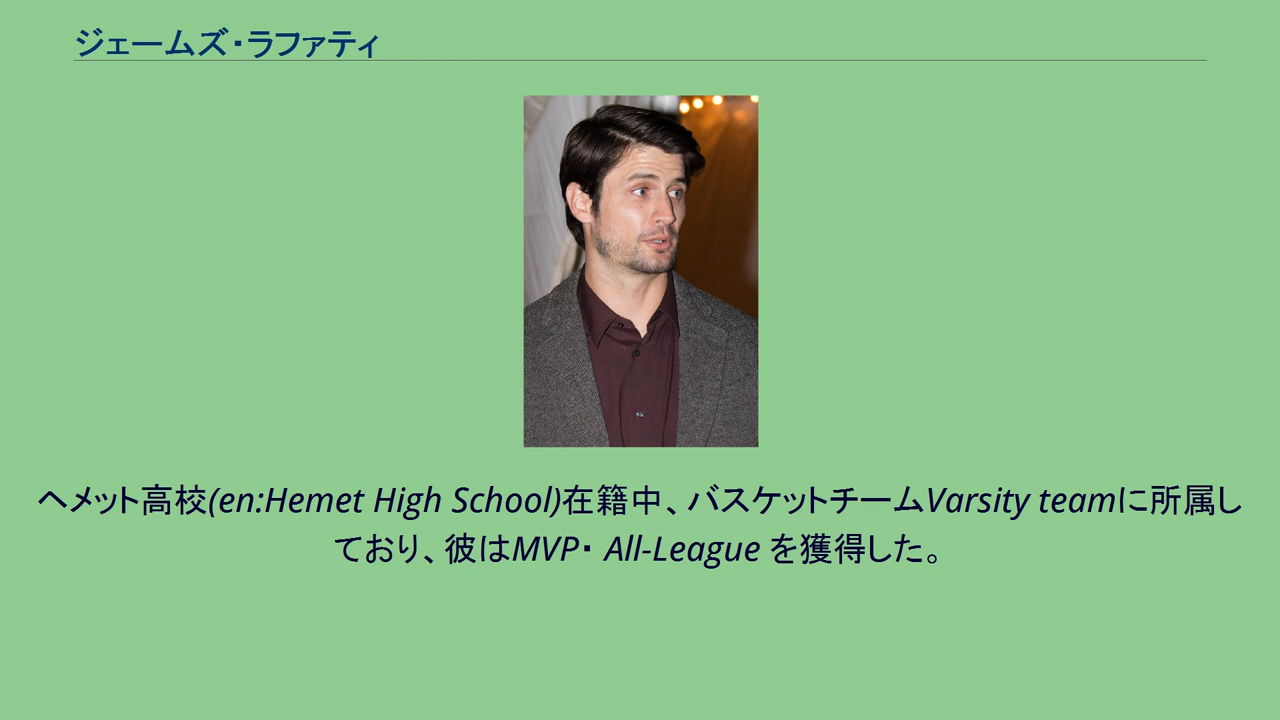 ジェームズ・ラファティ
ヘメット高校(en:Hemet High School)在籍中、バスケットチームVarsity teamに所属し
ており、彼はMVP・ All-League を獲得した。